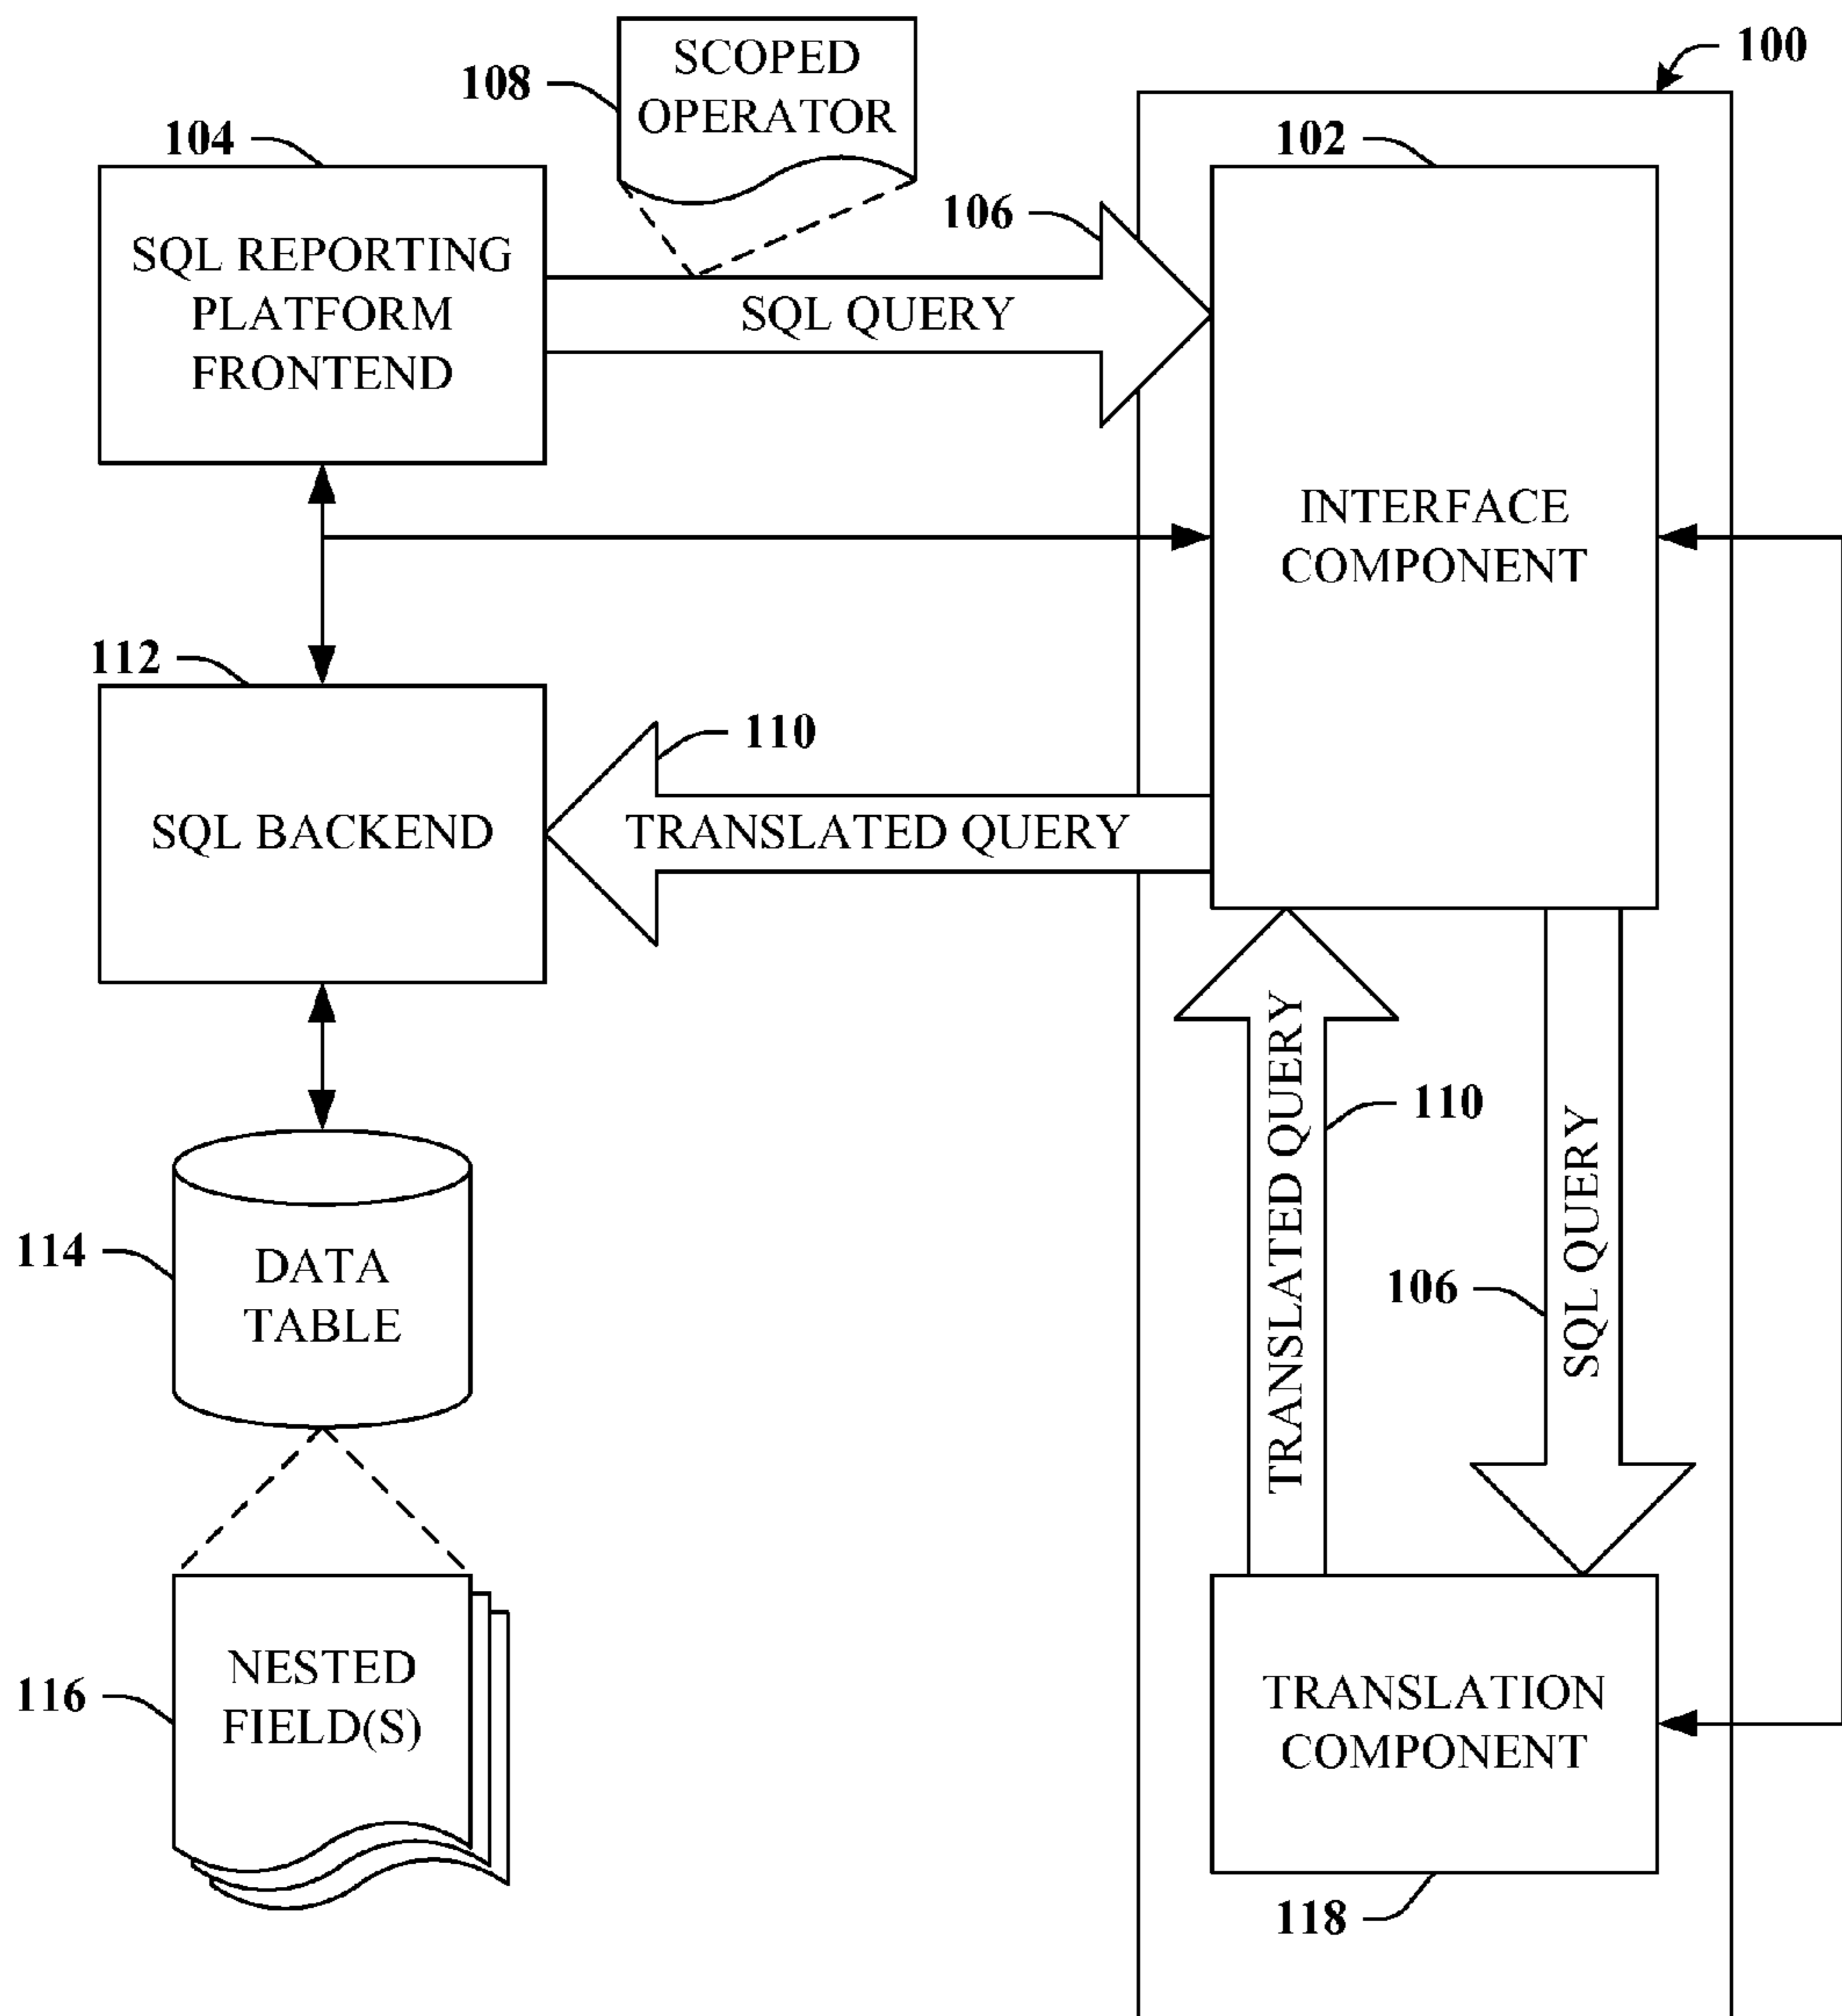 SCOPED
OPERATOR
108
100
104
102
SQL REPORTING
PLATFORM
FRONTEND
106
SQL QUERY
INTERFACE
COMPONENT
112
110
SQL BACKEND
TRANSLATED QUERY
TRANSLATED QUERY
110
SQL QUERY
106
114
DATA
TABLE
116
NESTED
FIELD(S)
TRANSLATION
COMPONENT
118